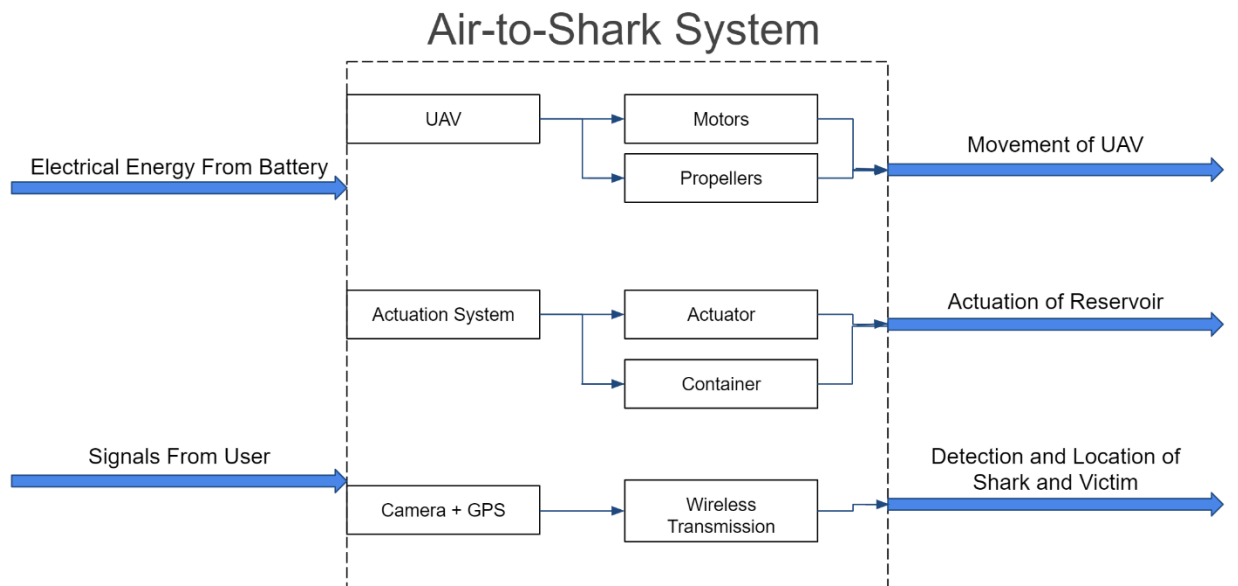 Air-to-Shark System
UAV
Motors
Movement of UAV
Electrical Energy From Battery
Propellers
Actuation System
Actuator
Actuation of Reservoir
Container
Signals From User
Detection and Location of
Shark and Victim
Camera + GPS
Wireless
Transmission